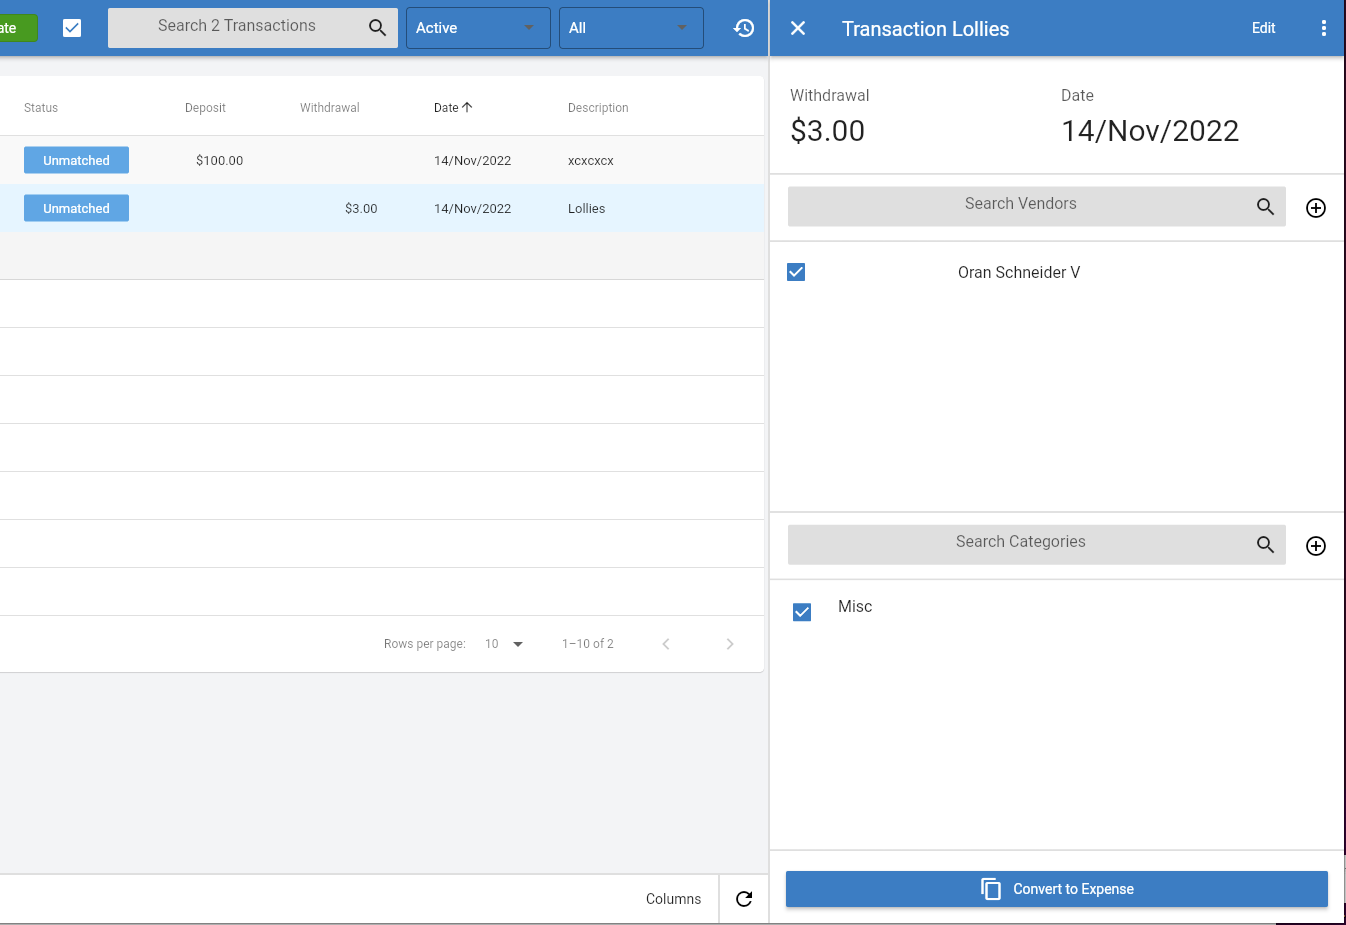 ate
Search 2 Transactions
Active
All
Status Deposit Withdrawal Date Description
Unmatched $100.00 14/Nov/2022 xcxcxcx
Unmatched $3.00 14/Nov/2022 Lollies
Rows per page: 10 1–10 of 2
Columns
Transaction Lollies
Edit
Withdrawal Date
$3.00 14/Nov/2022
Search Vendors
Oran Schneider V
Search Categories
Misc
Convert to Expense